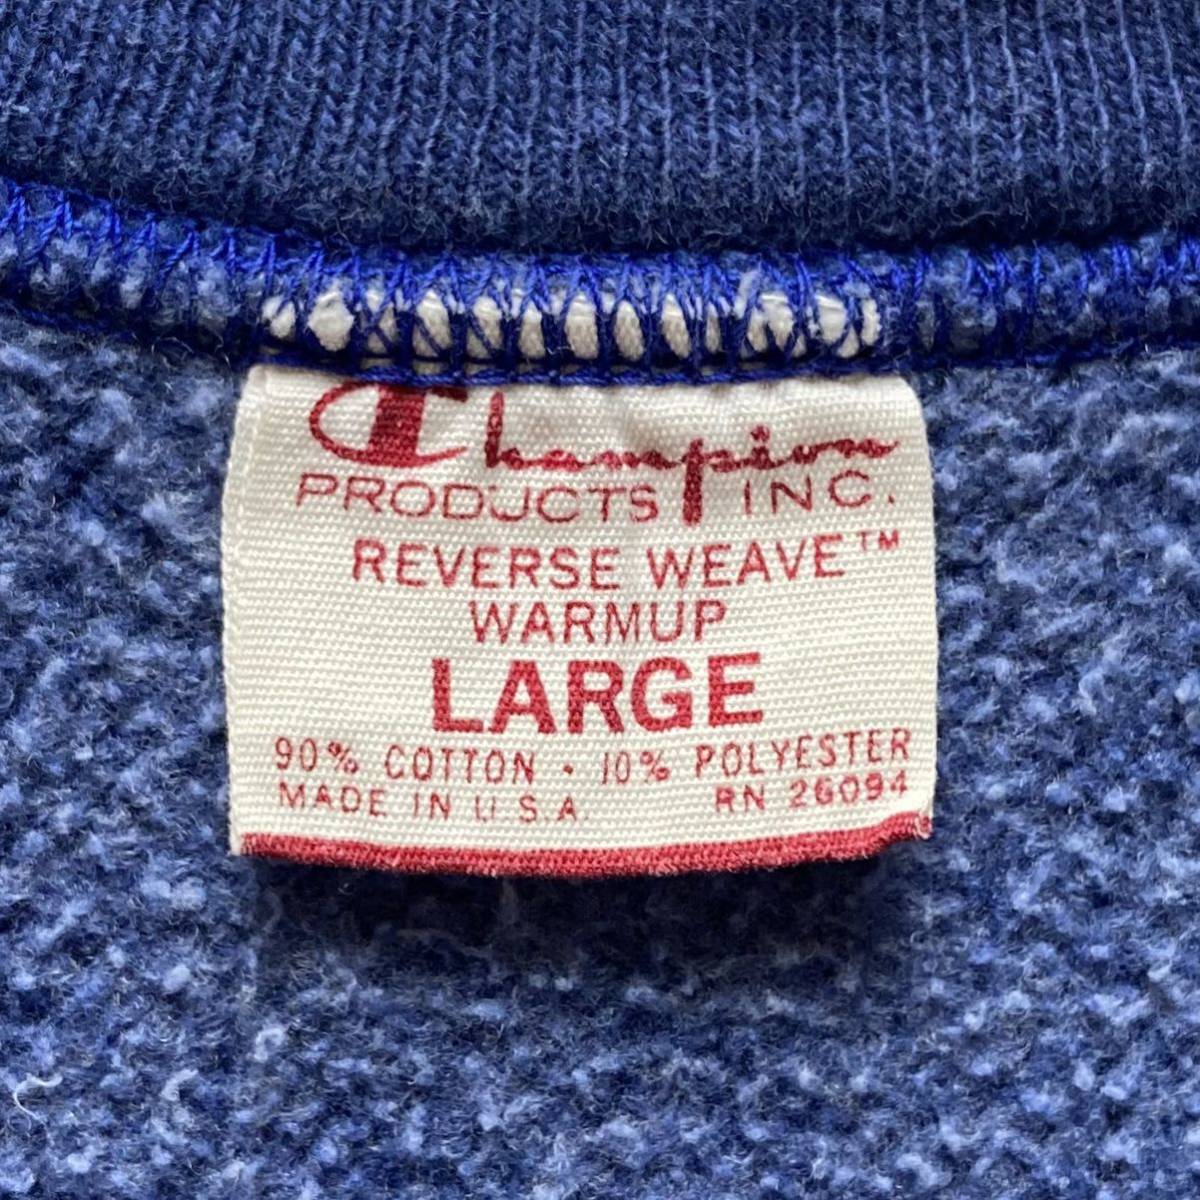 Champion
PRODUCTS INC.
REVERSE WEAVE™
WARMUP
LARGE
90% COTTON · 10% POLYESTER
MADE IN U.S.A. RN 26094